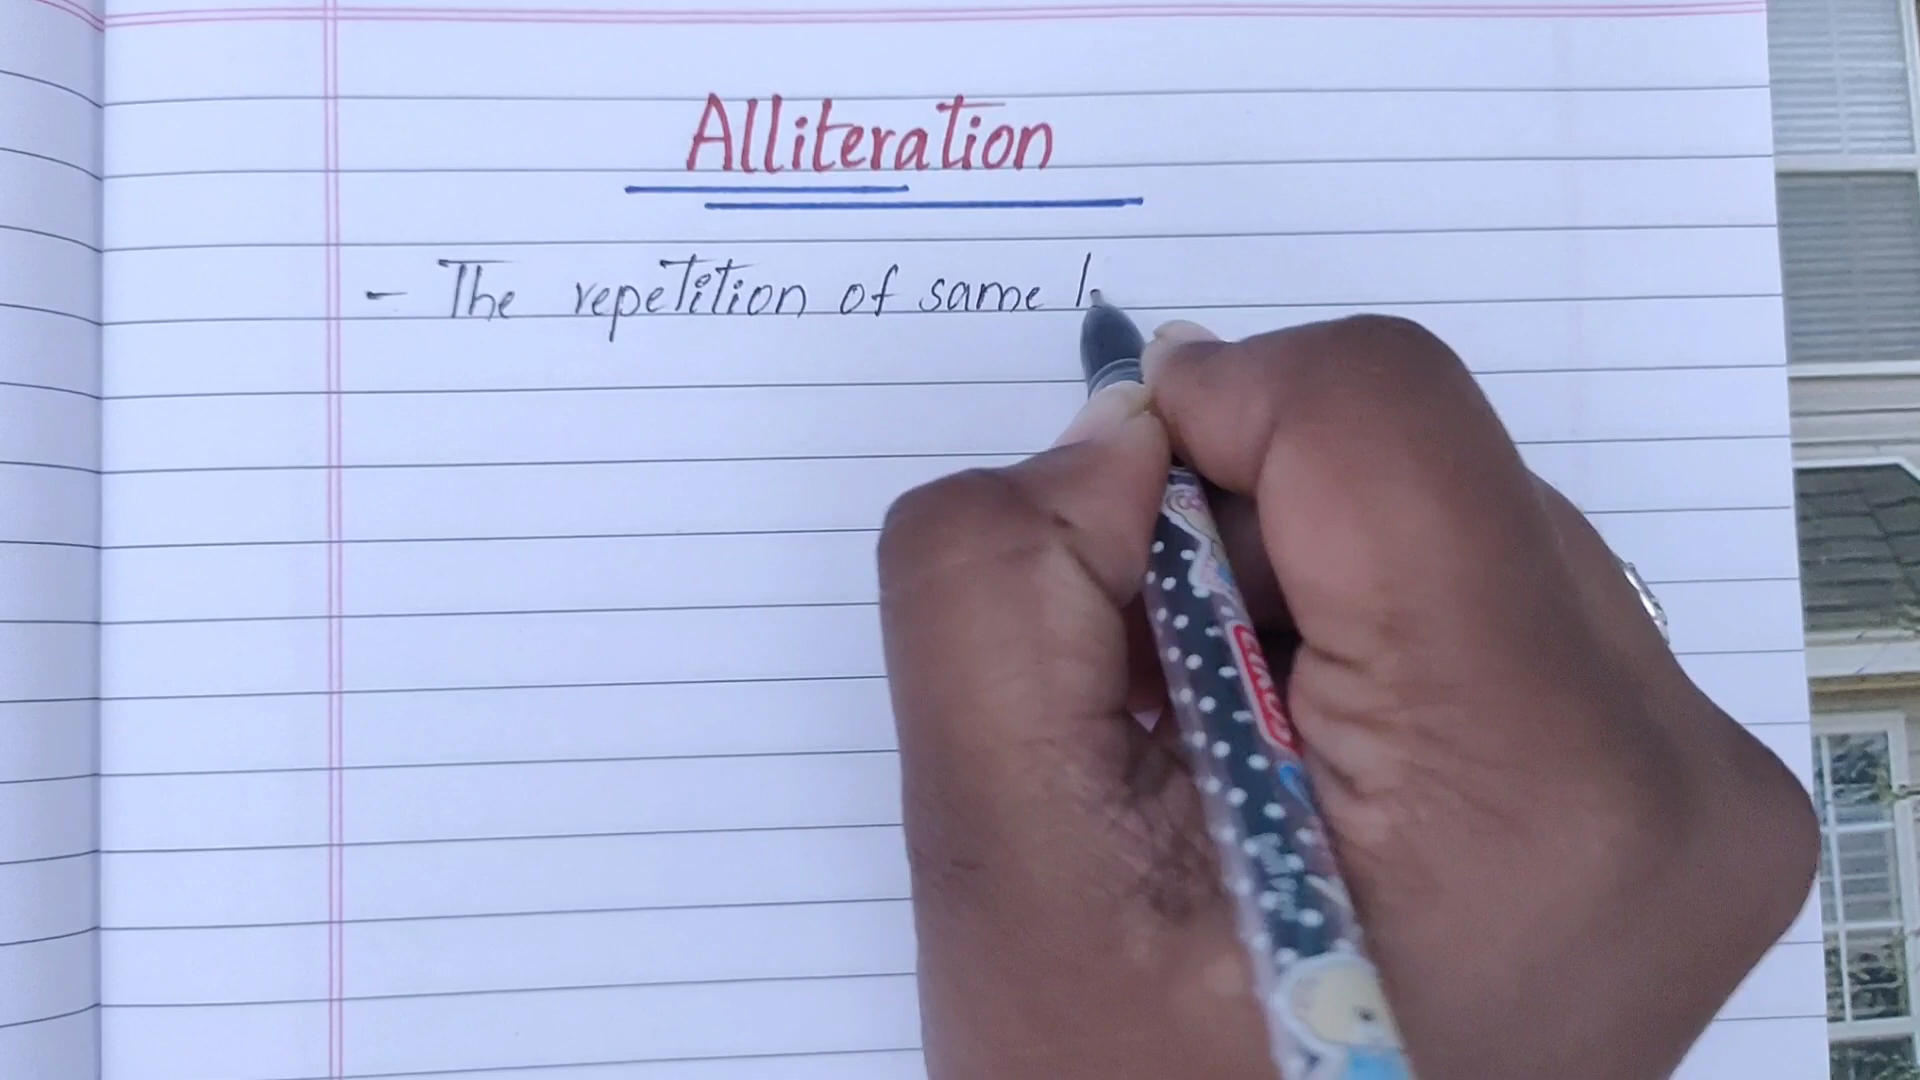 Alliteration
- The repetition of same